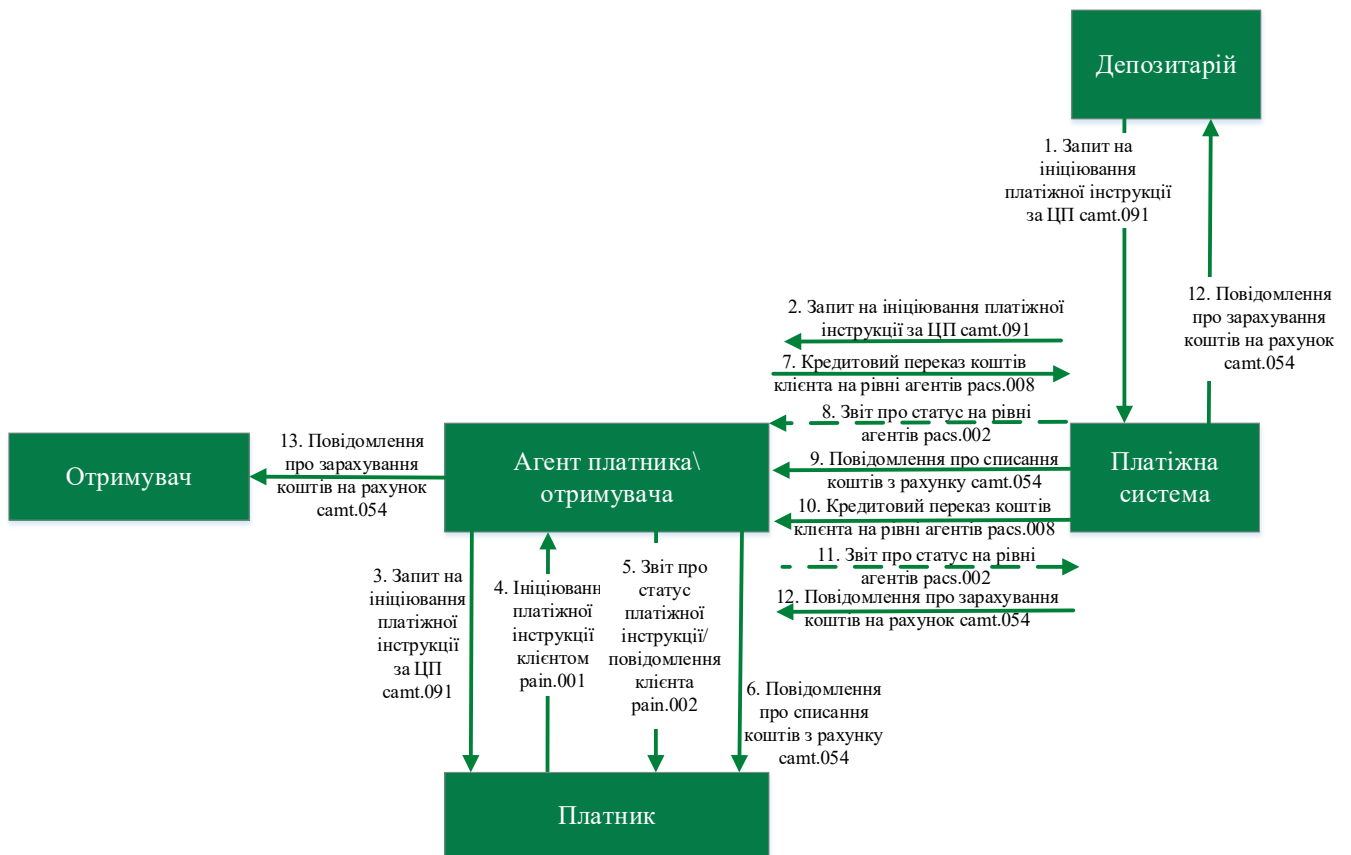 Депозитарій
1. Запит на
ініціювання
платіжної інструкції
за ЦП camt.091
12. Повідомлення
про зарахування
коштів на рахунок
camt.054
2. Запит на ініціювання платіжної
інструкції за ЦП camt.091
7. Кредитовий переказ коштів
клієнта на рівні агентів pacs.008
8. Звіт про статус на рівні
агентів pacs.002
9. Повідомлення про списання
коштів з рахунку camt.054
10. Кредитовий переказ коштів
клієнта на рівні агентів pacs.008
11. Звіт про статус на рівні
агентів pacs.002
12. Повідомлення про зарахування
коштів на рахунок camt.054
Отримувач
13. Повідомлення
про зарахування
коштів на рахунок
camt.054
Агент платника\
отримувача
Платіжна
система
3. Запит на
ініціювання
платіжної
інструкції
за ЦП
camt.091
4. Ініціюванн
платіжної
інструкції
клієнтом
pain.001
5. Звіт про
статус
платіжної
інструкції/
повідомлення
клієнта
pain.002
6. Повідомлення
про списання
коштів з рахунку
camt.054
Платник